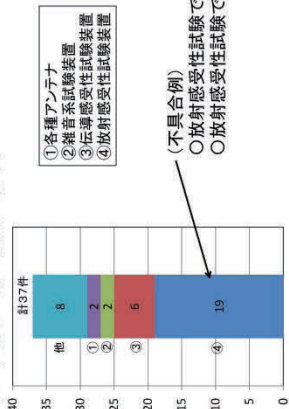 計37件
40
35
30
25
20
15
10
5
0
他
8
①
2
②
2
③
6
④
19
①各種アンテナ
②雑音系試験装置
③伝導感受性試験装置
④放射感受性試験装置
(不具合例)
○放射感受性試験で
○放射感受性試験で